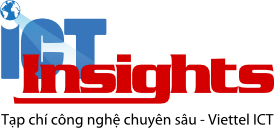 ICT
Insights
Tạp chí công nghệ chuyên sâu - Viettel ICT